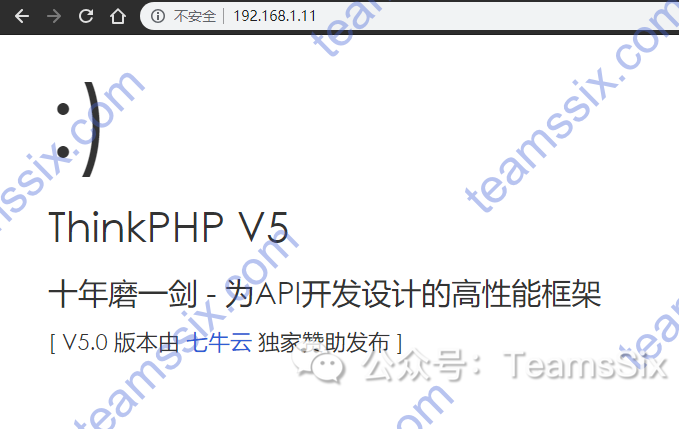 不安全 192.168.1.11
:)
ThinkPHP V5
十年磨一剑 - 为API开发设计的高性能框架
[ V5.0 版本由 七牛云 独家赞助发布 ]
公众号：TeamsSix
teamssix.com
teamssix.com
teamssix.com
teamssix.com